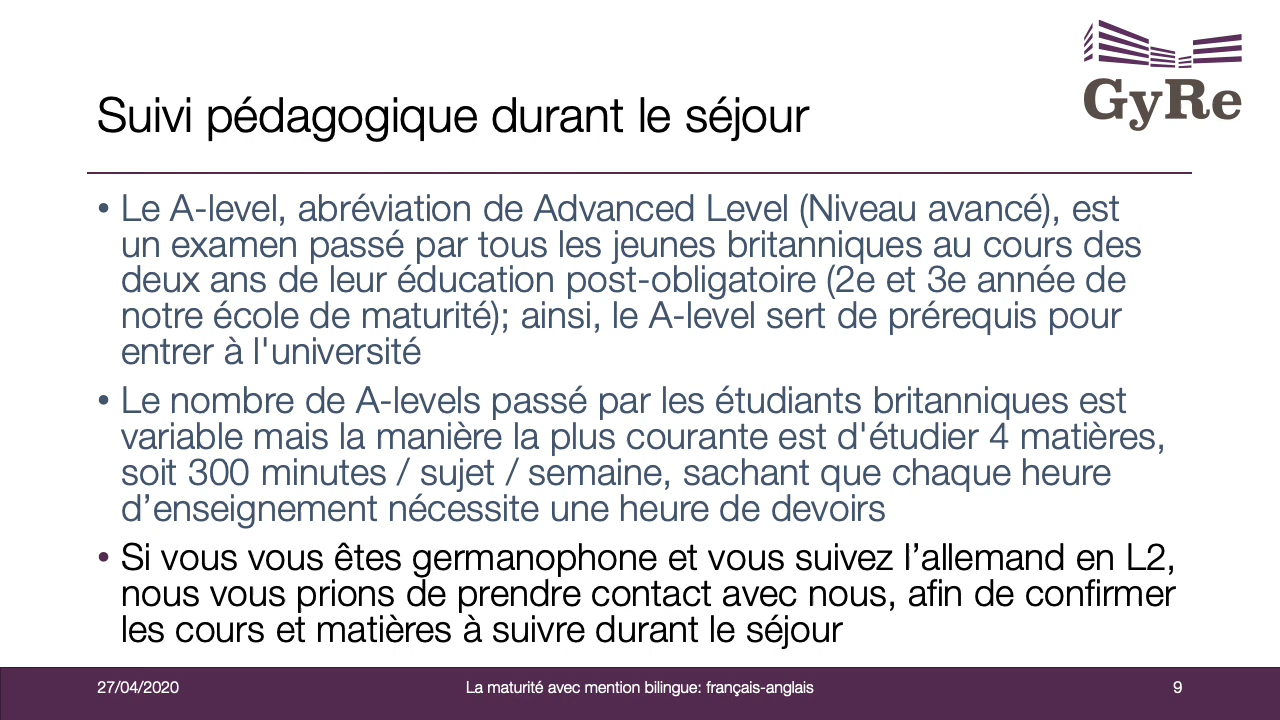 GyRe
Suivi pédagogique durant le séjour
• Le A-level, abréviation de Advanced Level (Niveau avancé), est
un examen passé par tous les jeunes britanniques au cours des
deux ans de leur éducation post-obligatoire (2e et 3e année de
notre école de maturité); ainsi, le A-level sert de prérequis pour
entrer à l'université
• Le nombre de A-levels passé par les étudiants britanniques est
variable mais la manière la plus courante est d'étudier 4 matières,
soit 300 minutes / sujet / semaine, sachant que chaque heure
d’enseignement nécessite une heure de devoirs
• Si vous vous êtes germanophone et vous suivez l’allemand en L2,
nous vous prions de prendre contact avec nous, afin de confirmer
les cours et matières à suivre durant le séjour
27/04/2020 La maturité avec mention bilingue: français-anglais 9